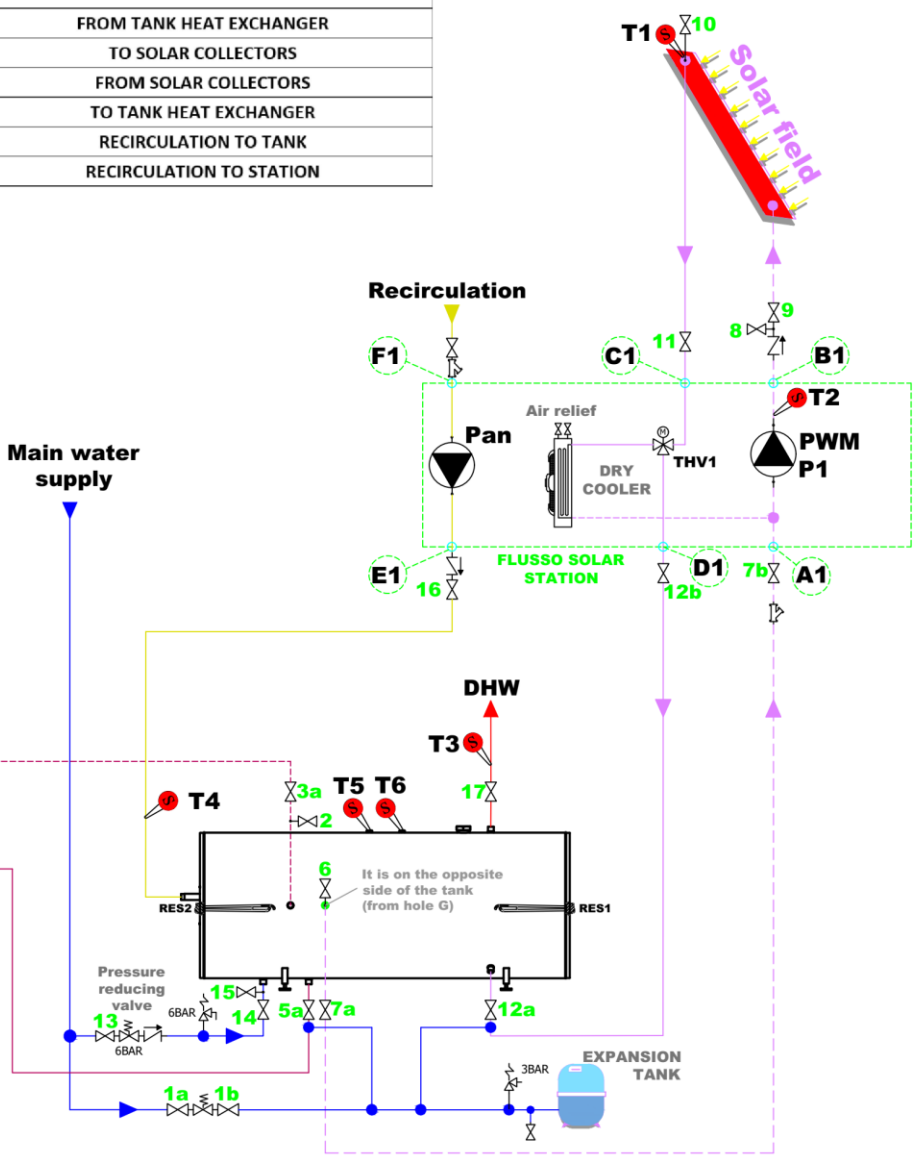 FROM TANK HEAT EXCHANGER
TO SOLAR COLLECTORS
FROM SOLAR COLLECTORS
TO TANK HEAT EXCHANGER
RECIRCULATION TO TANK
RECIRCULATION TO STATION
T1
10
Solar field
Recirculation
9
8
11
F1
C1
B1
T2
Air relief
Pan
M
PWM
P1
THV1
DRY
COOLER
Main water
supply
E1
FLUSSO SOLAR
STATION
D1
7b
A1
16
12b
DHW
T3
T4
3a
T5
T6
17
2
6
It is on the opposite
side of the tank
(from hole G)
RES2
RES1
Pressure
reducing
valve
15
6BAR
13
14
5a
7a
12a
6BAR
EXPANSION
TANK
3BAR
1a
1b